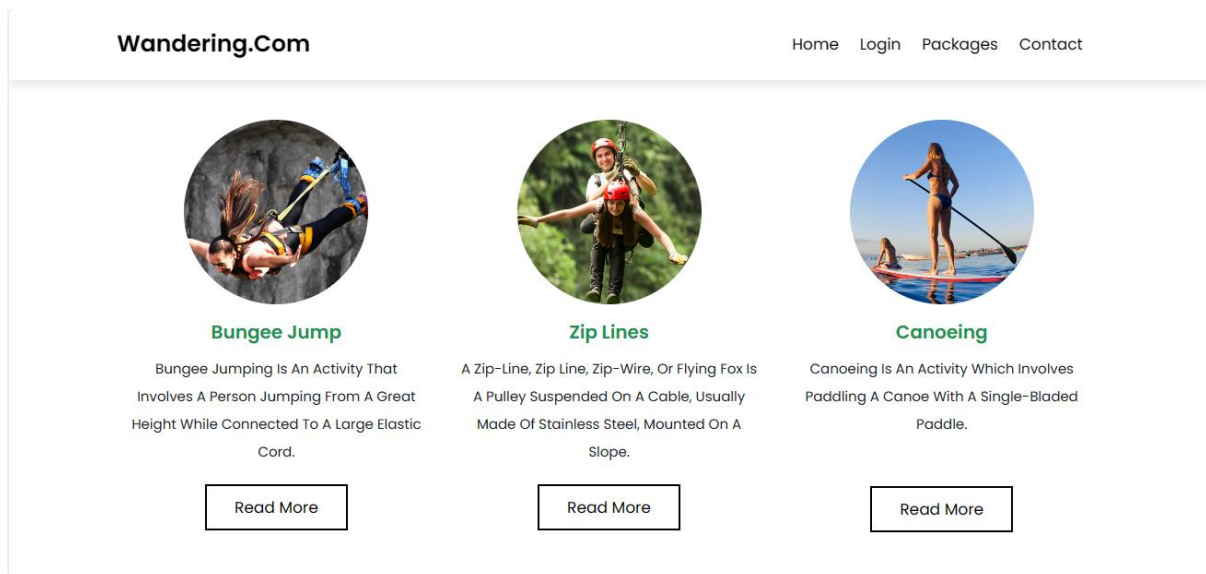 Wandering.Com
Home Login Packages Contact
Bungee Jump
Bungee Jumping Is An Activity That
Involves A Person Jumping From A Great
Height While Connected To A Large Elastic
Cord.
Read More
Zip Lines
A Zip-Line, Zip Line, Zip-Wire, Or Flying Fox Is
A Pulley Suspended On A Cable, Usually
Made Of Stainless Steel, Mounted On A
Slope.
Read More
Canoeing
Canoeing Is An Activity Which Involves
Paddling A Canoe With A Single-Bladed
Paddle.
Read More